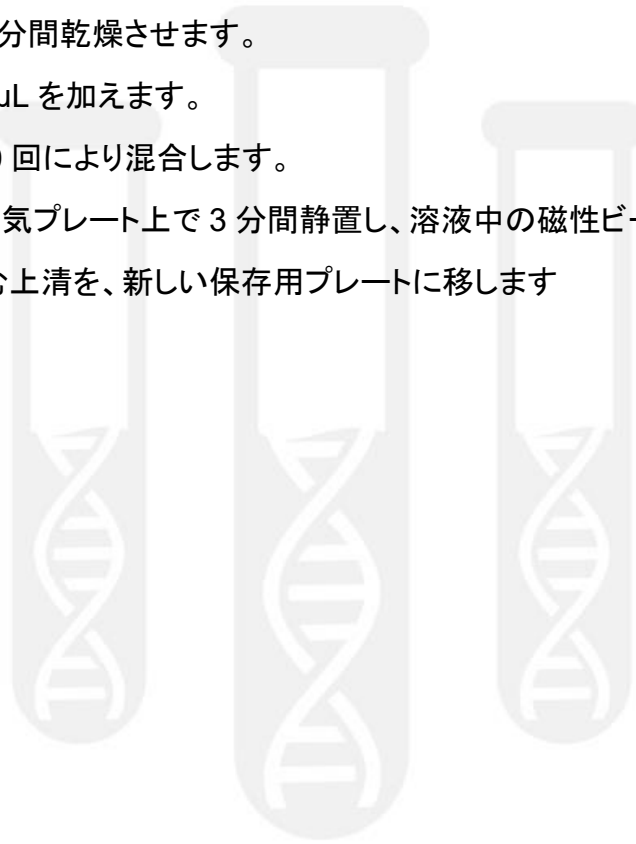 分間乾燥させます。
µL を加えます。
回により混合します。
気プレート上で 3 分間静置し、溶液中の磁性ビ
上清を、新しい保存用プレートに移します